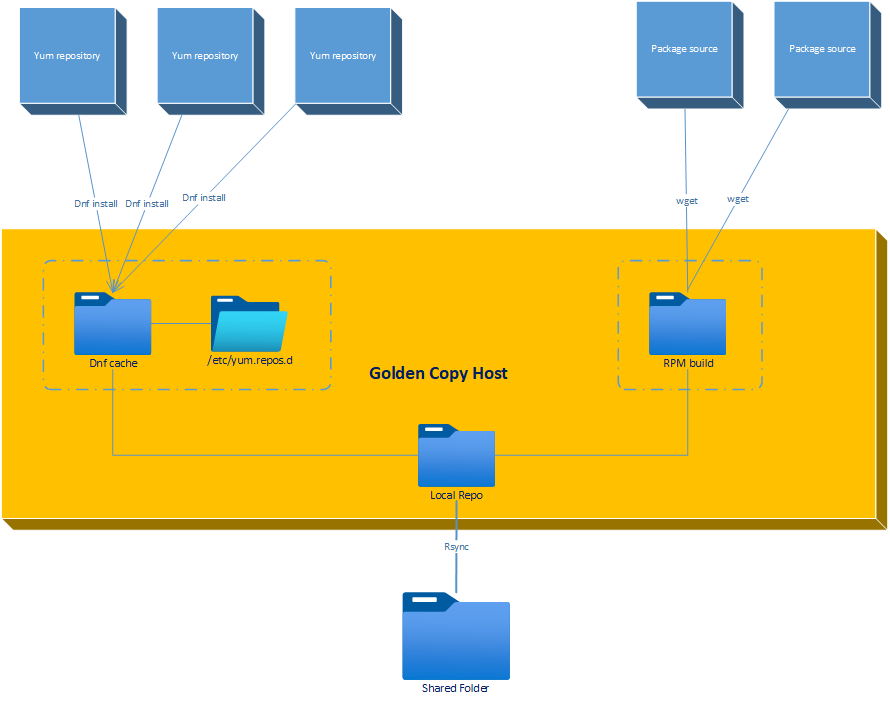 Yum repository
Yum repository
Yum repository
Package source
Package source
Dnf install
Dnf install
Dnf install
wget
wget
Dnf cache
/etc/yum.repos.d
RPM build
Golden Copy Host
Local Repo
Rsync
Shared Folder